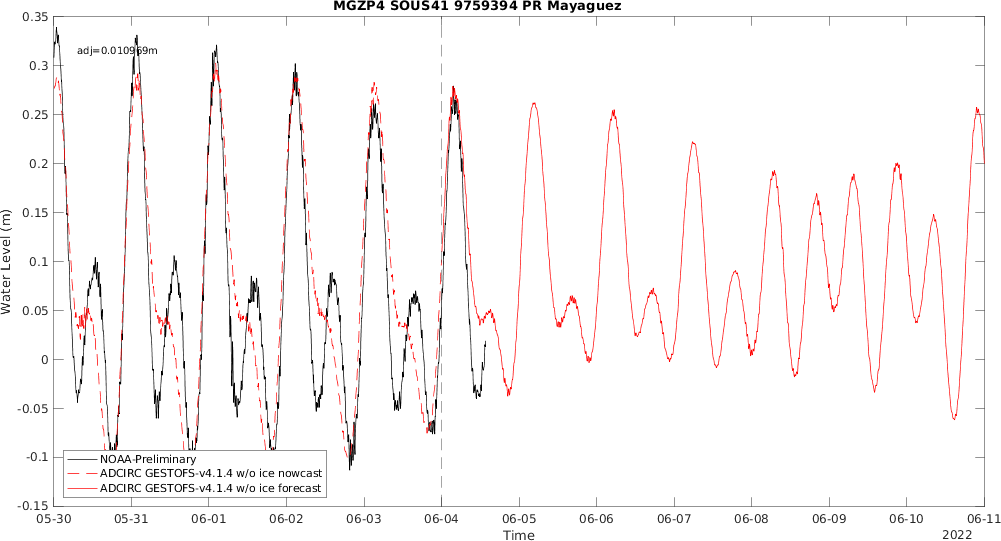 MGZP4 SOUS41 9759394 PR Mayaguez
adj=0.010969m
0.35
0.3
0.25
0.2
0.15
0.1
0.05
0
-0.05
-0.1
-0.15
Water Level (m)
NOAA-Preliminary
ADCIRC GESTOFS-v4.1.4 w/o ice nowcast
ADCIRC GESTOFS-v4.1.4 w/o ice forecast
05-30 05-31 06-01 06-02 06-03 06-04 06-05 06-06 06-07 06-08 06-09 06-10 06-11
Time
2022